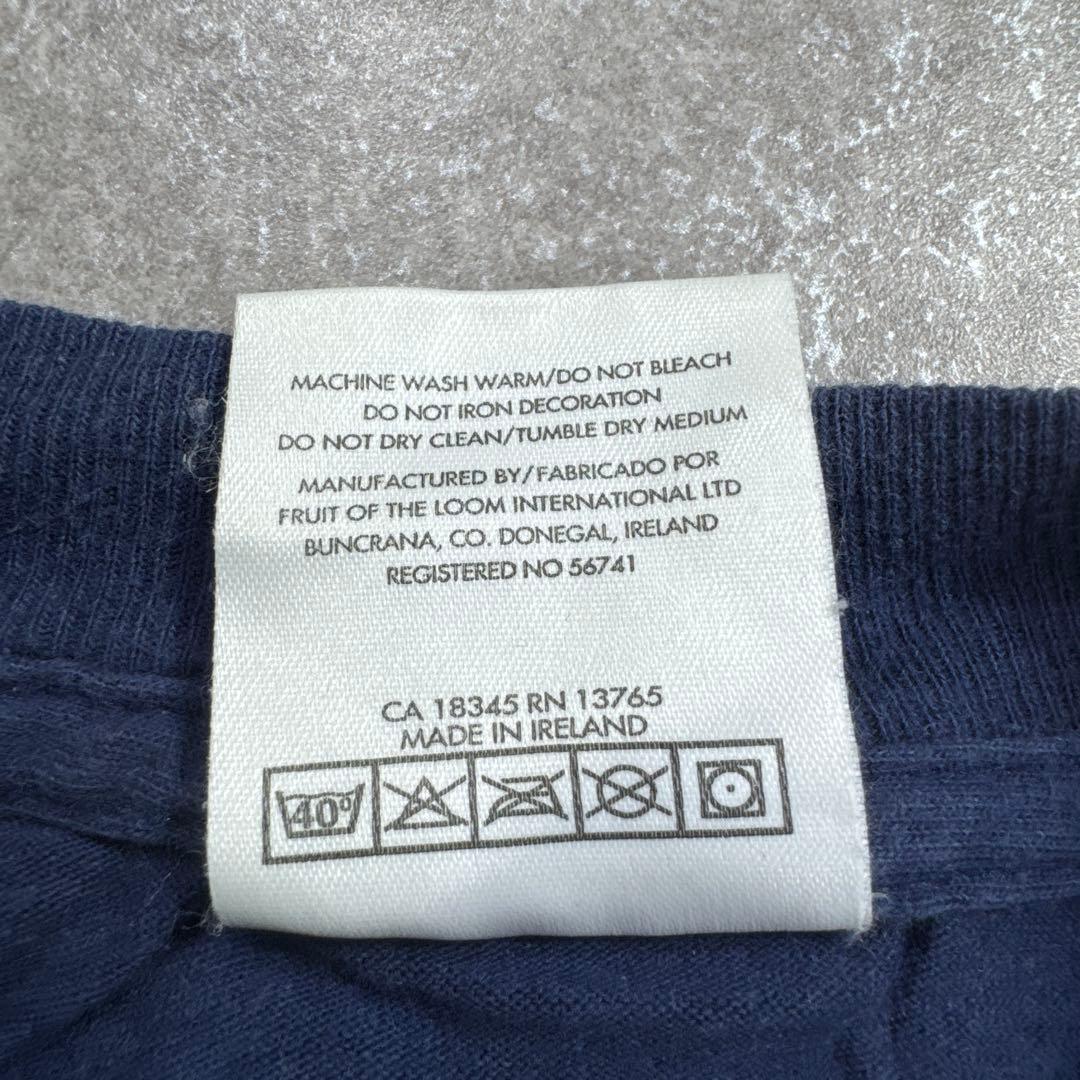 MACHINE WASH WARM/DO NOT BLEACH
DO NOT IRON DECORATION
DO NOT DRY CLEAN/TUMBLE DRY MEDIUM
MANUFACTURED BY/FABRICADO POR
FRUIT OF THE LOOM INTERNATIONAL LTD
BUNCRANA, CO. DONEGAL, IRELAND
REGISTERED NO 56741
CA 18345 RN 13765
MADE IN IRELAND
40°